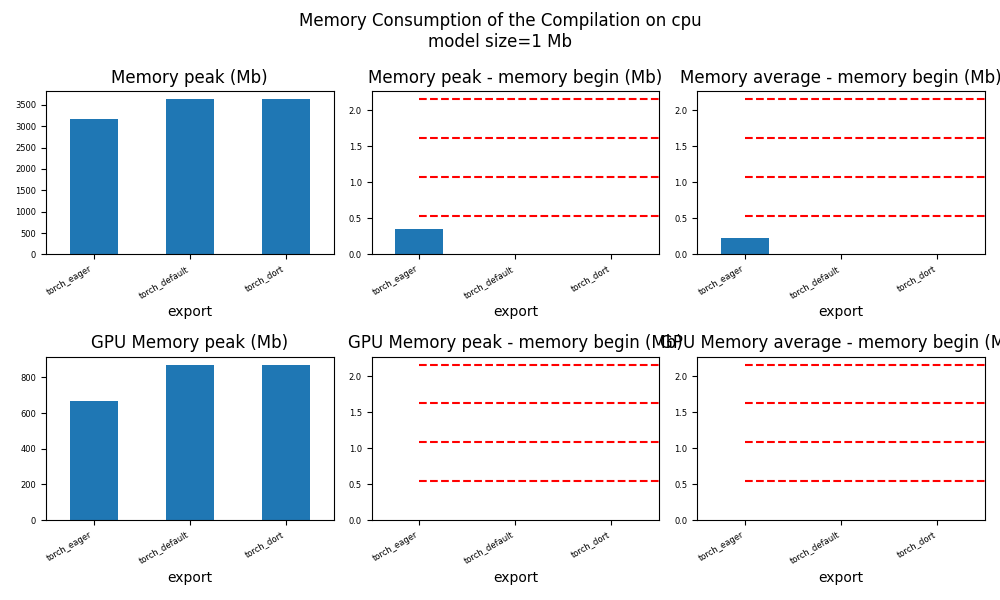 Memory Consumption of the Compilation on cpu
model size=1 Mb
Memory peak (Mb)
3500
3000
2500
2000
1500
1000
500
0
torch_eager
torch_default
torch_dort
export
Memory peak - memory begin (Mb)
2.0
1.5
1.0
0.5
0.0
torch_eager
torch_default
torch_dort
export
Memory average - memory begin (Mb)
2.0
1.5
1.0
0.5
0.0
torch_eager
torch_default
torch_dort
export
GPU Memory peak (Mb)
800
600
400
200
0
torch_eager
torch_default
torch_dort
export
GPU Memory peak - memory begin (Mb)
2.0
1.5
1.0
0.5
0.0
torch_eager
torch_default
torch_dort
export
GPU Memory average - memory begin (M
2.0
1.5
1.0
0.5
0.0
torch_eager
torch_default
torch_dort
export